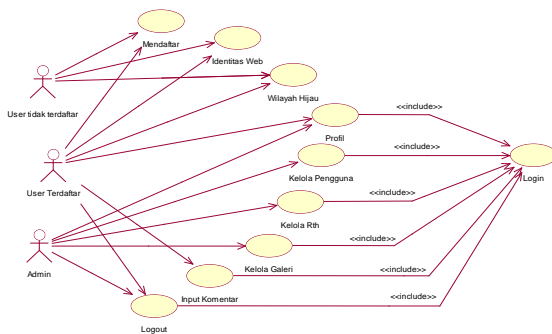 Mendaftar
Identitas Web
Wilayah Hijau
User tidak terdaftar
<<include>>
Profil
<<include>>
Kelola Pengguna
Login
User Terdaftar
<<include>>
Kelola Rth
<<include>>
Kelola Galeri
<<include>>
Admin
Input Komentar
<<include>>
Logout